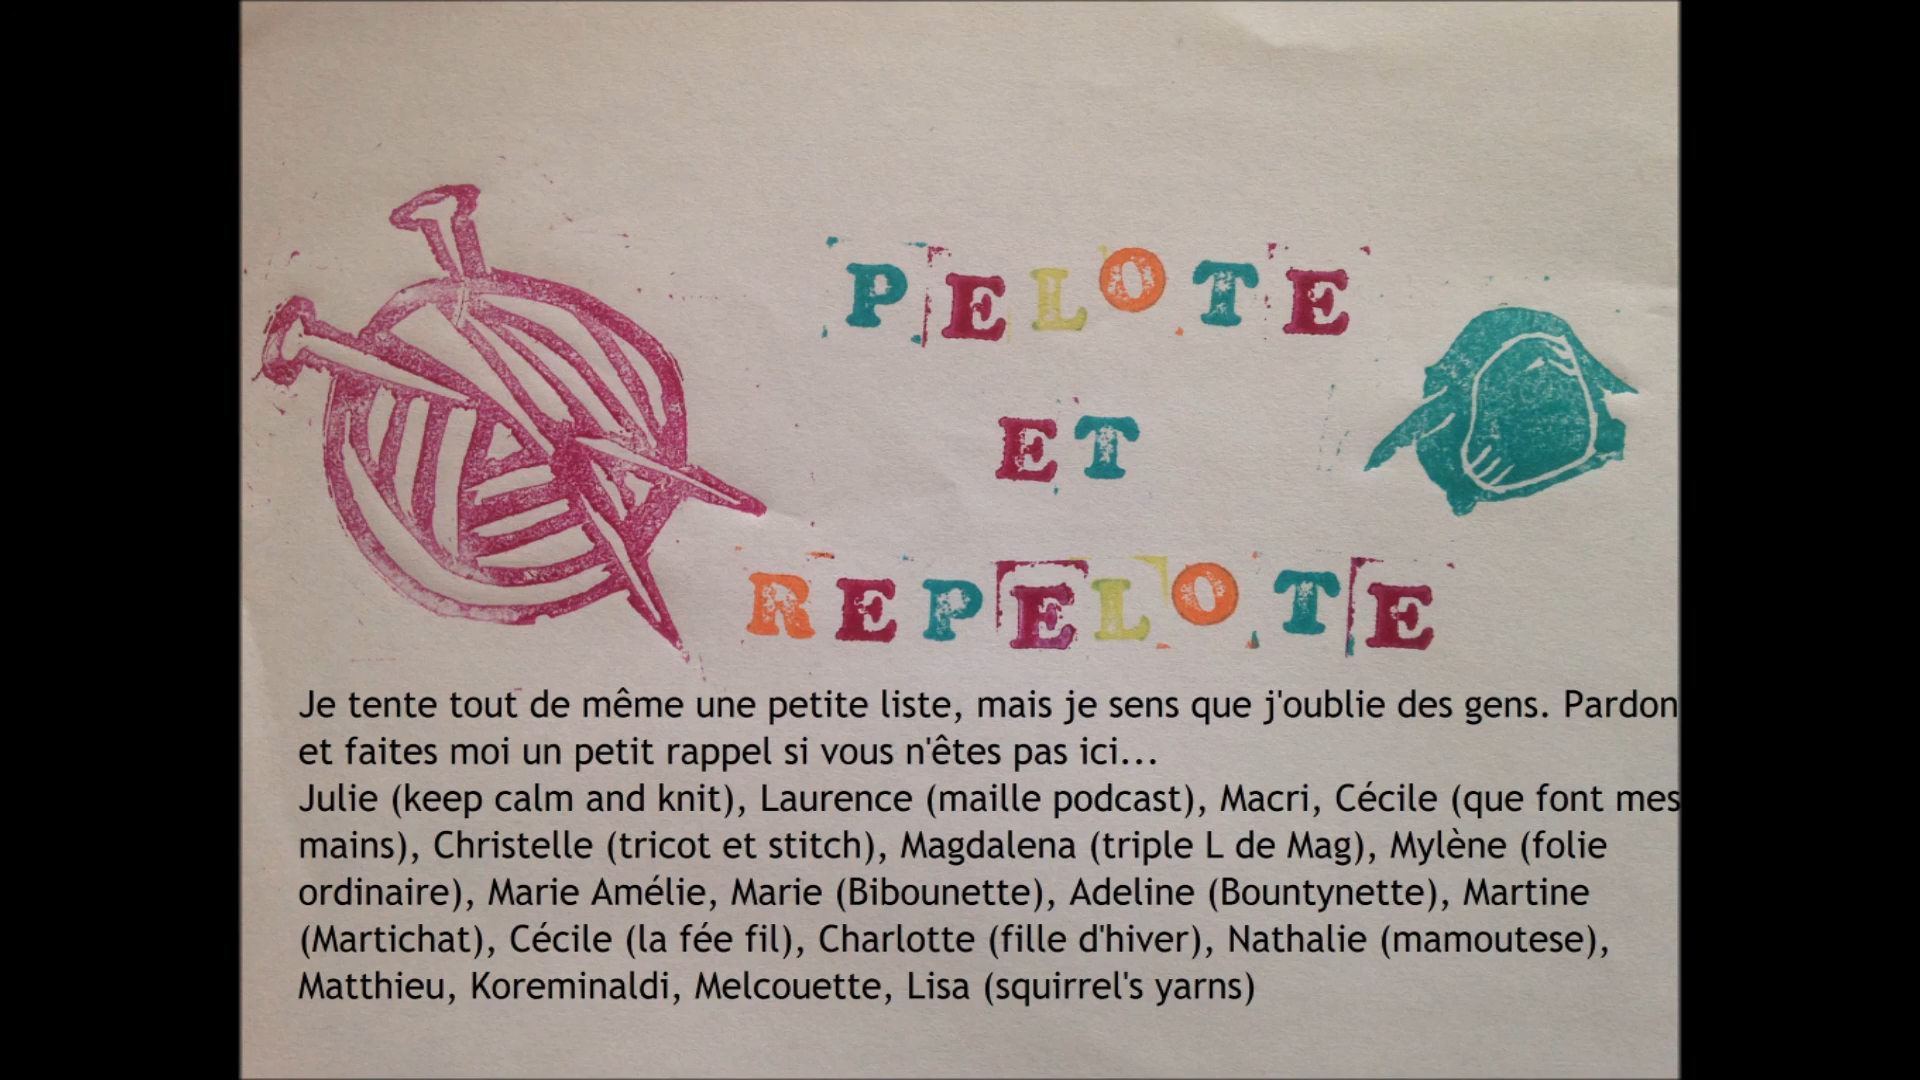 PELOTE
ET
REPELOTE
Je tente tout de même une petite liste, mais je sens que j'oublie des gens. Pardon
et faites moi un petit rappel si vous n'êtes pas ici...
Julie (keep calm and knit), Laurence (maille podcast), Macri, Cécile (que font mes
mains), Christelle (tricot et stitch), Magdalena (triple L de Mag), Mylène (folie
ordinaire), Marie Amélie, Marie (Bibounette), Adeline (Bountynette), Martine
(Martichat), Cécile (la fée fil), Charlotte (fille d'hiver), Nathalie (mamoutese),
Matthieu, Koreminaldi, Melcouette, Lisa (squirrel's yarns)